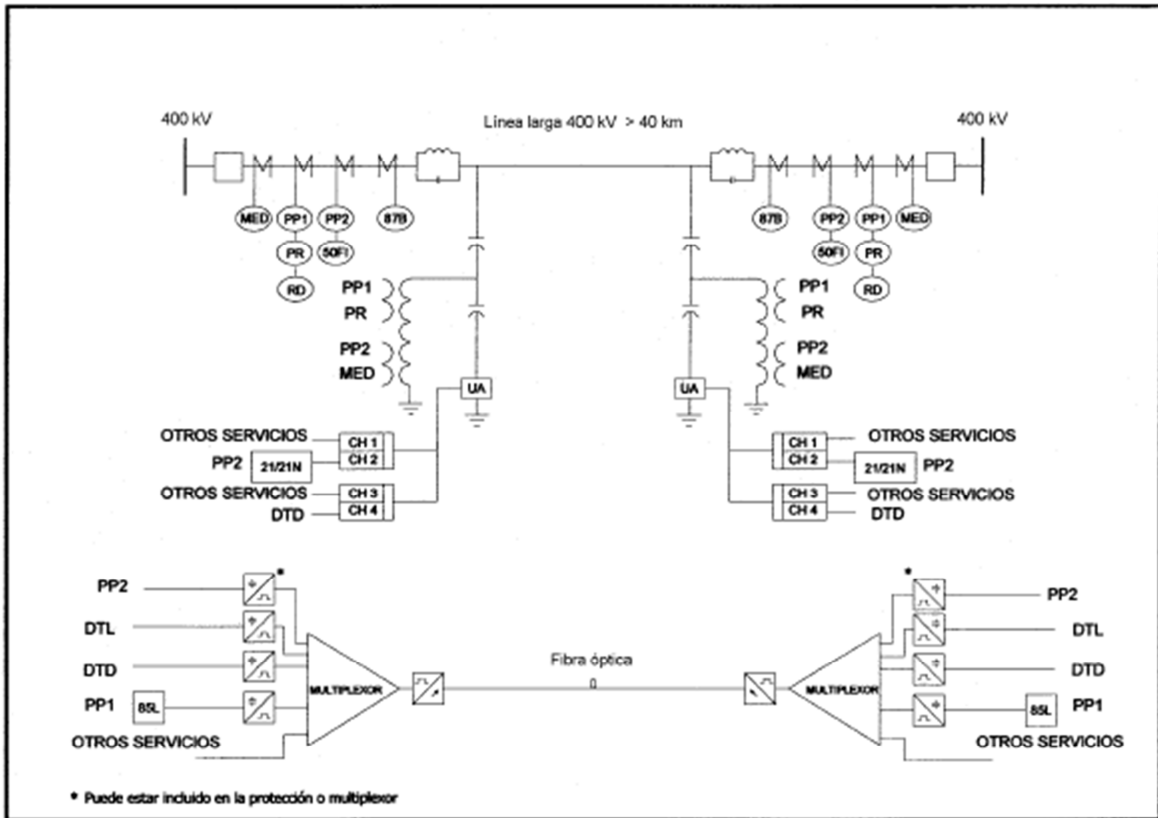 400 kV
Línea larga 400 kV > 40 km
400 kV
MED PP1 PP2 87B
87B PP2 PP1 MED
PR 50FI
50FI PR
RD
RD
PP1
PR
PP2
MED
PP1
PR
PP2
MED
UA
UA
OTROS SERVICIOS CH 1
PP2 21/21N CH 2
OTROS SERVICIOS CH 3
DTD CH 4
CH 1 OTROS SERVICIOS
CH 2 21/21N PP2
CH 3 OTROS SERVICIOS
CH 4 DTD
PP2 *
DTL
DTD
MULTIPLEXOR
PP1 85L
OTROS SERVICIOS
Fibra óptica
* PP2
DTL
DTD
MULTIPLEXOR
85L PP1
OTROS SERVICIOS
* Puede estar incluido en la protección o multiplexor